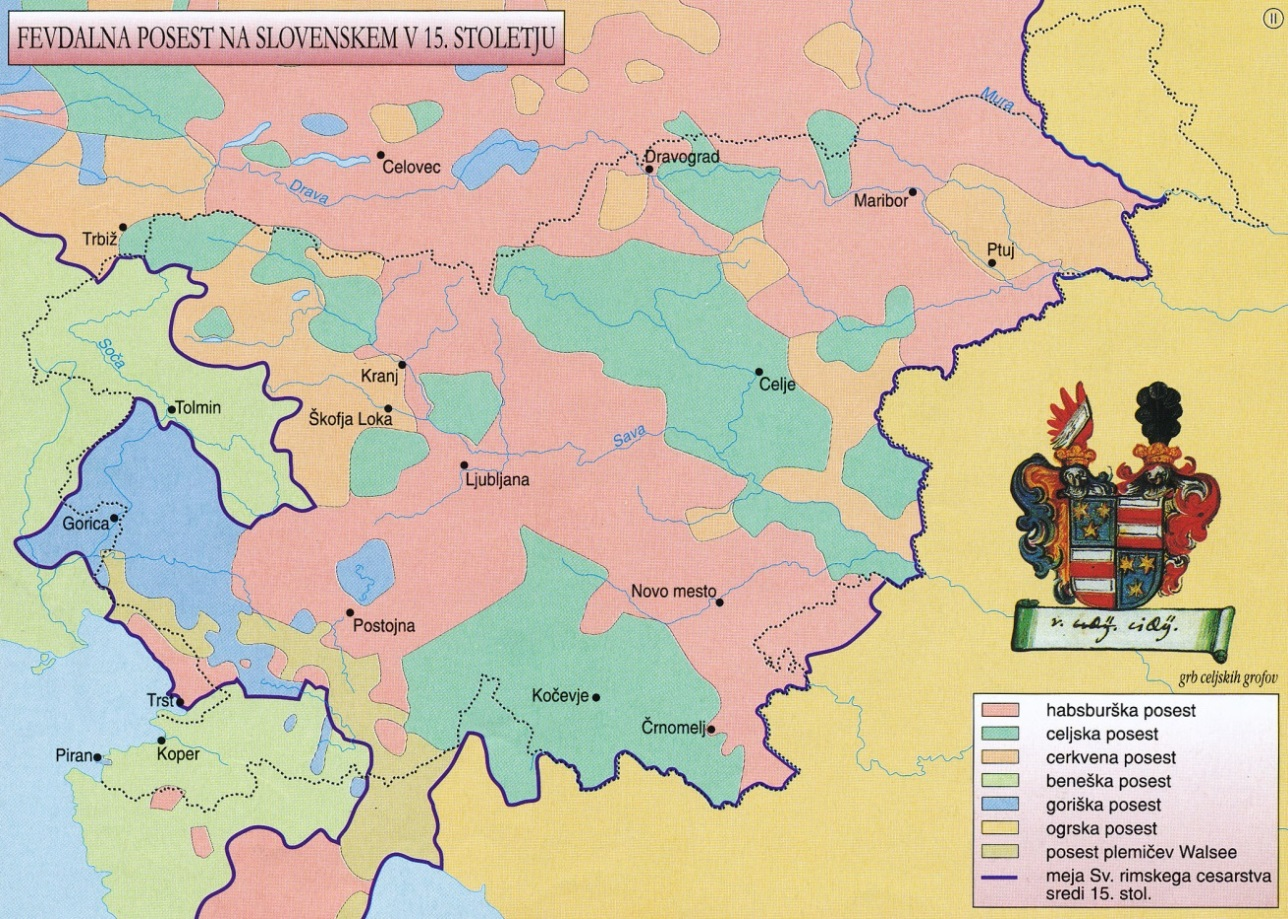 FEVDALNA POSEST NA SLOVENSKEM V 15. STOLETJU
II
Mura
Dravograd
Celovec
Drava
Maribor
Trbiž
Ptuj
Soča
Kranj
Celje
Tolmin
Škofja Loka
Sava
Ljubljana
Gorica
Novo mesto
Postojna
grb celjskih grofov
Kočevje
Trst
Črnomelj
Piran
Koper
habsburška posest
celjska posest
cerkvena posest
beneška posest
goriška posest
ogrska posest
posest plemičev Walsee
meja Sv. rimskega cesarstva
sredi 15. stol.